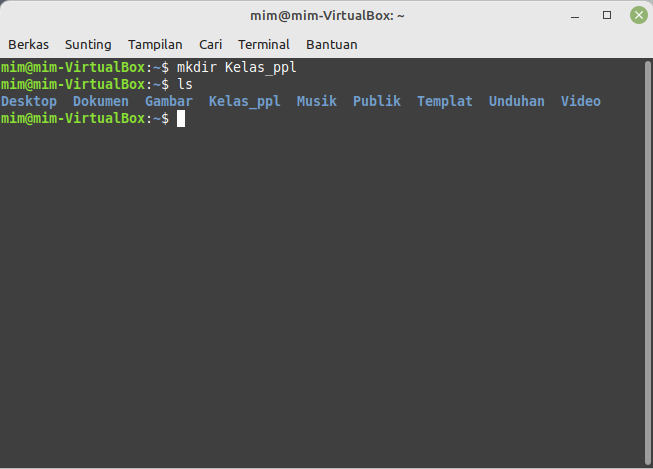 mim@mim-VirtualBox: ~
Berkas Sunting Tampilan Cari Terminal Bantuan
mim@mim-VirtualBox:~$ mkdir Kelas_ppl
mim@mim-VirtualBox:~$ ls
Desktop Dokumen Gambar Kelas_ppl Musik Publik Templat Unduhan Video
mim@mim-VirtualBox:~$